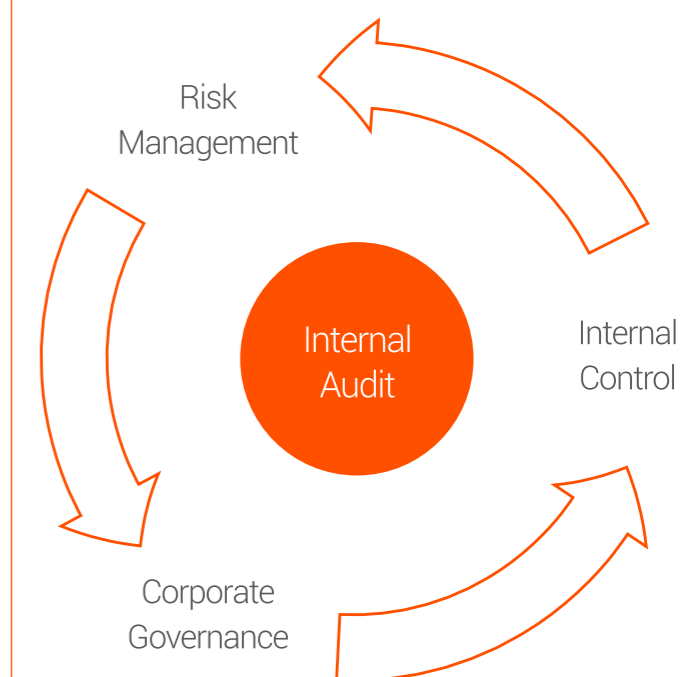 Risk
Management
Internal
Audit
Internal
Control
Corporate
Governance